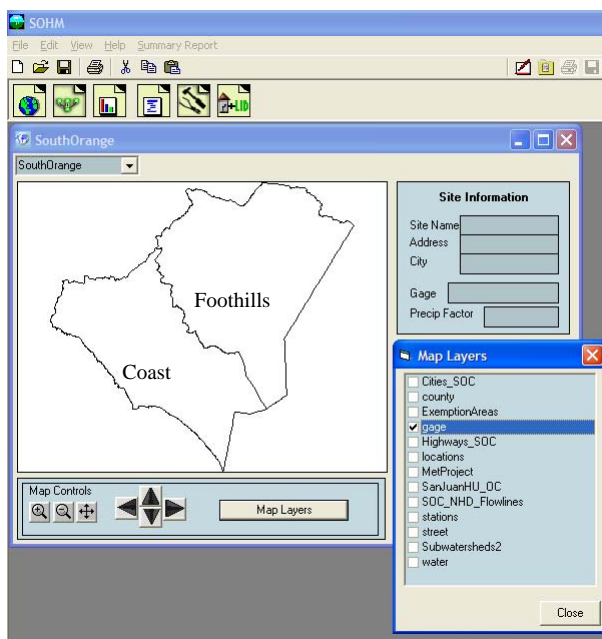 SOHM
File Edit View Help Summary Report
LID
SouthOrange
SouthOrange
Foothills
Coast
Site Information
Site Name
Address
City
Gage
Precip Factor
Map Layers
Cities_SOC
county
ExemptionAreas
gage
Highways_SOC
locations
MetProject
SanJuanHU_OC
SOC_NHD_Flowlines
stations
street
Subwatersheds2
water
Close
Map Controls
Map Layers